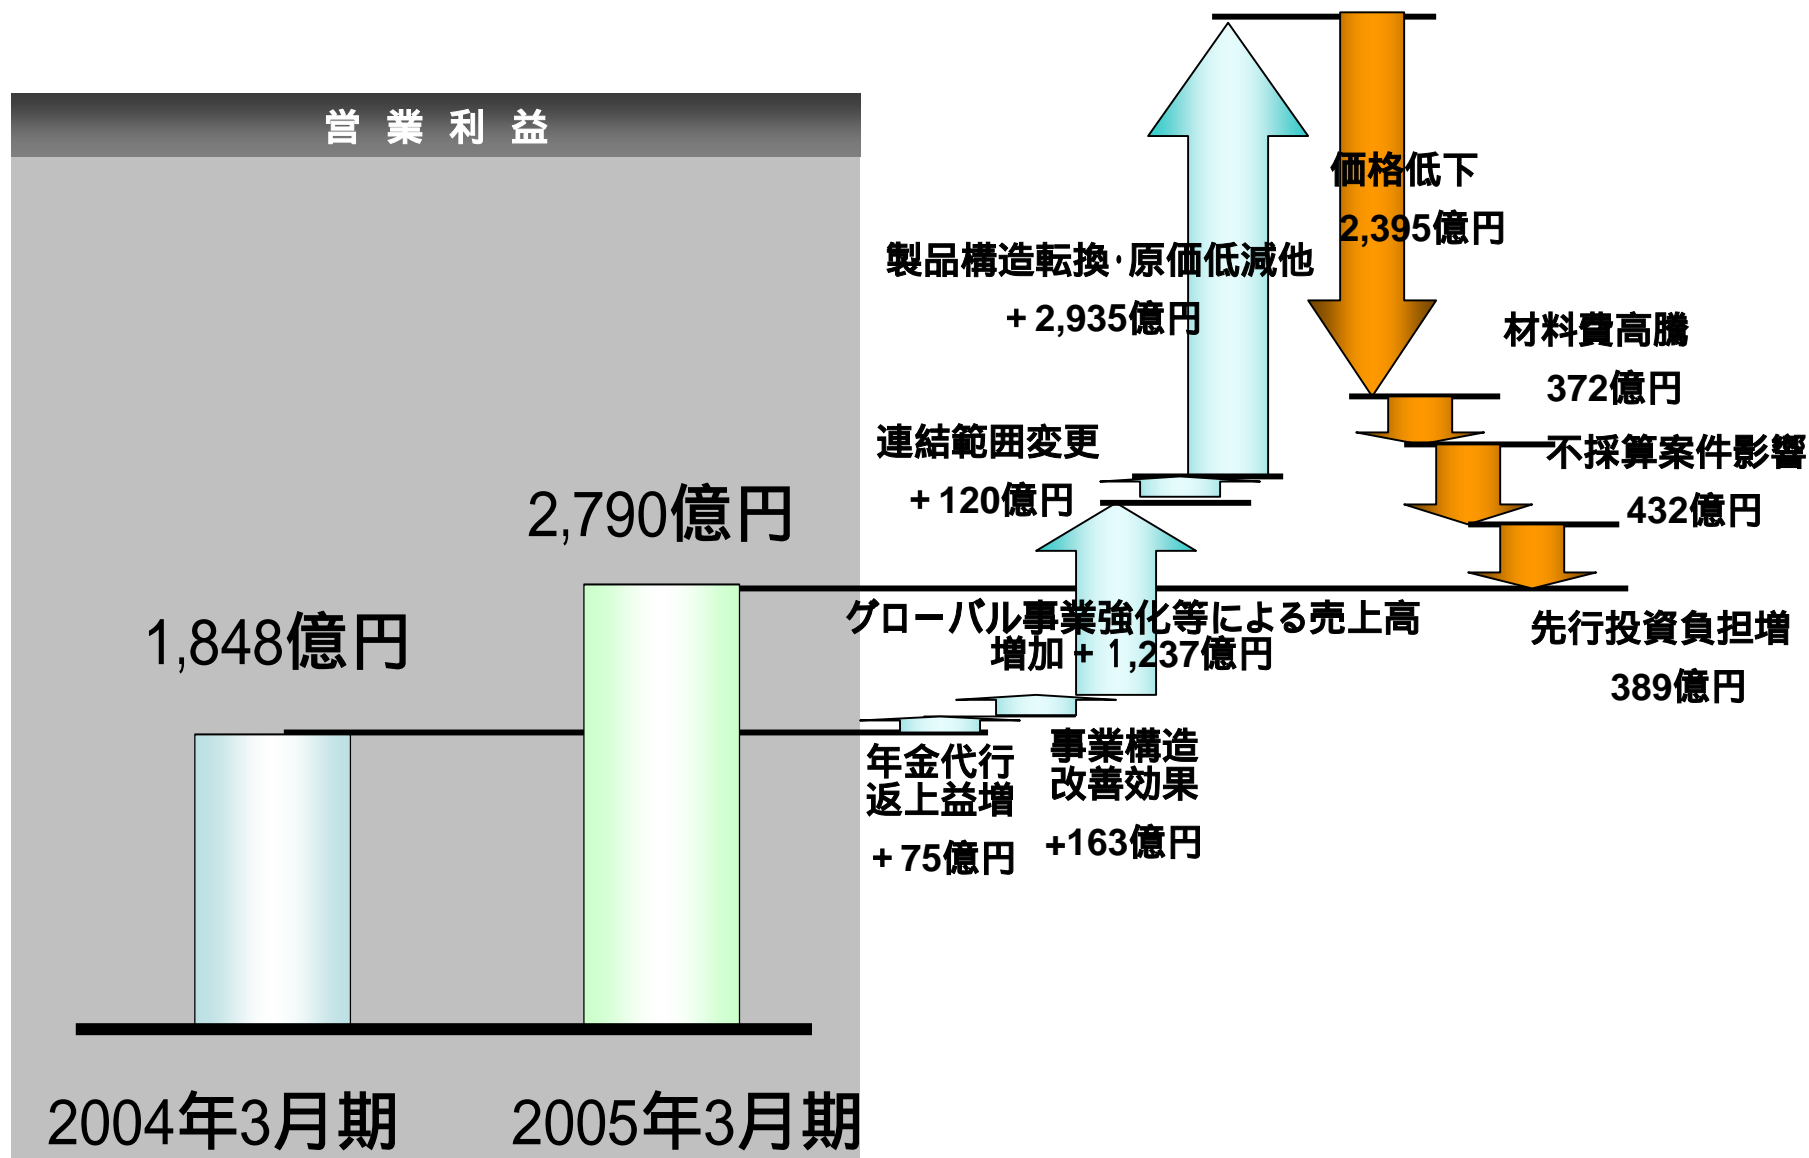 営業利益
1,848億円
2,790億円
2004年3月期
2005年3月期
年金代行
返上益増
+ 75億円
事業構造
改善効果
+163億円
グローバル事業強化等による売上高
増加 + 1,237億円
連結範囲変更
+ 120億円
製品構造転換・原価低減他
+ 2,935億円
価格低下
2,395億円
材料費高騰
372億円
不採算案件影響
432億円
先行投資負担増
389億円